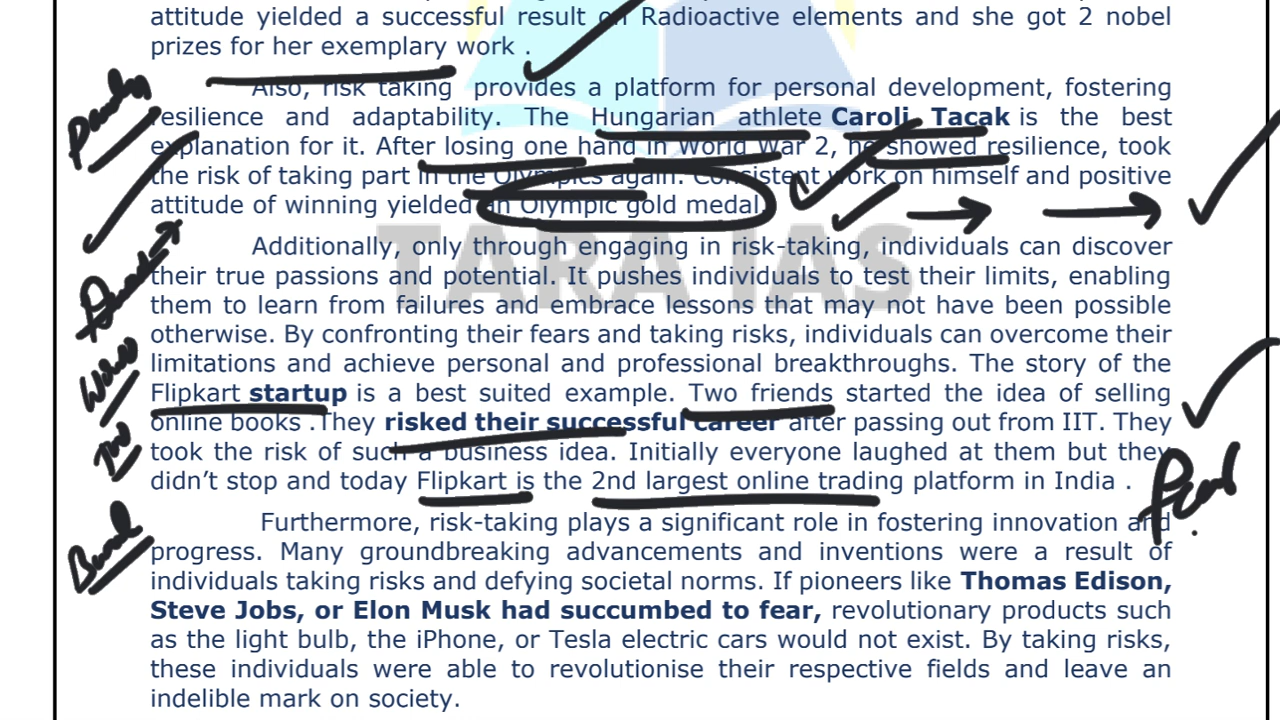 attitude yielded a successful result on Radioactive elements and she got 2 nobel
prizes for her exemplary work .
Also, risk taking provides a platform for personal development, fostering
resilience and adaptability. The Hungarian athlete Caroli Tacak is the best
explanation for it. After losing one hand in World War 2, he showed resilience, took
the risk of taking part in the Olympics again. Consistent work on himself and positive
attitude of winning yielded an Olympic gold medal.
TARA IAS
Additionally, only through engaging in risk-taking, individuals can discover
their true passions and potential. It pushes individuals to test their limits, enabling
them to learn from failures and embrace lessons that may not have been possible
otherwise. By confronting their fears and taking risks, individuals can overcome their
limitations and achieve personal and professional breakthroughs. The story of the
Flipkart startup is a best suited example. Two friends started the idea of selling
online books .They risked their successful career after passing out from IIT. They
took the risk of such a business idea. Initially everyone laughed at them but they
didn’t stop and today Flipkart is the 2nd largest online trading platform in India .
Fear
Furthermore, risk-taking plays a significant role in fostering innovation and
progress. Many groundbreaking advancements and inventions were a result of
individuals taking risks and defying societal norms. If pioneers like Thomas Edison,
Steve Jobs, or Elon Musk had succumbed to fear, revolutionary products such
as the light bulb, the iPhone, or Tesla electric cars would not exist. By taking risks,
these individuals were able to revolutionise their respective fields and leave an
indelible mark on society.